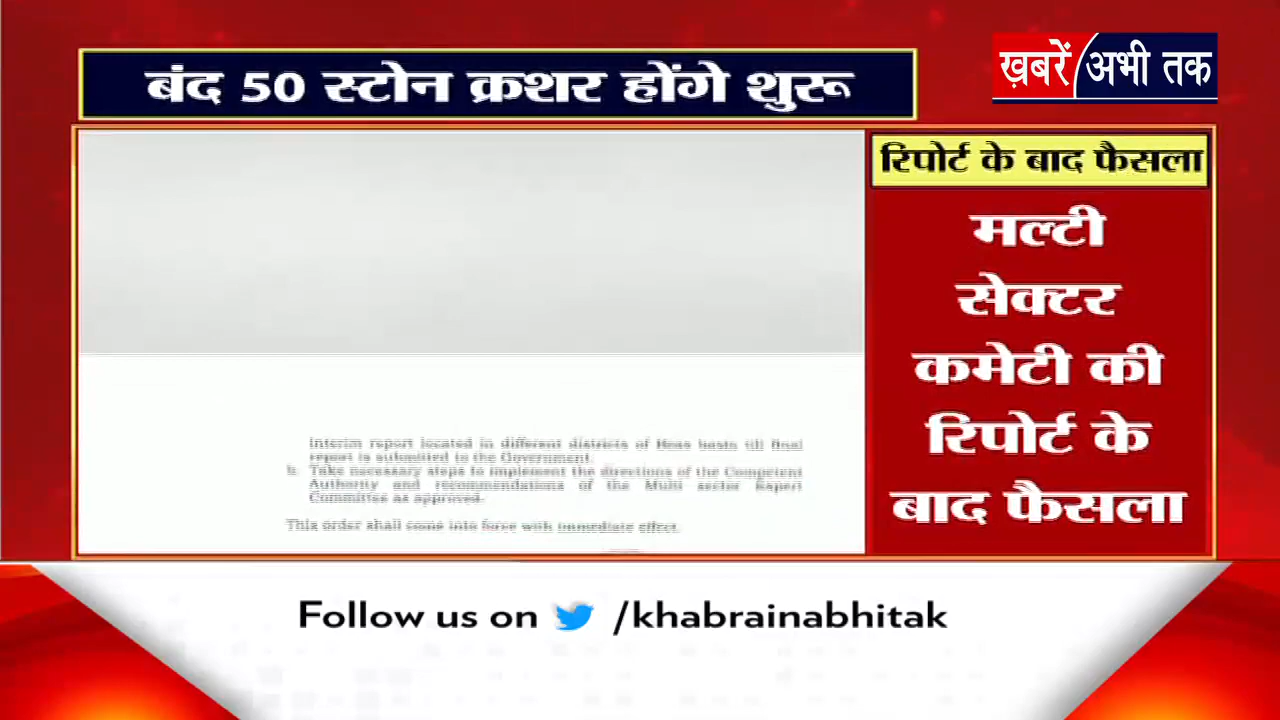 बंद 50 स्टोन क्रशर होंगे शुरू
ख़बरें अभी तक
रिपोर्ट के बाद फैसला
मल्टी
सेक्टर
कमेटी की
रिपोर्ट के
बाद फैसला
Interim report located in different districts of Beas basin till final
report is submitted to the Government.
b. Take necessary steps to implement the directions of the Competent
Authority and recommendations of the Multi sector Expert
Committee as approved.
This order shall come into force with immediate effect.
Follow us on /khabrainabhitak